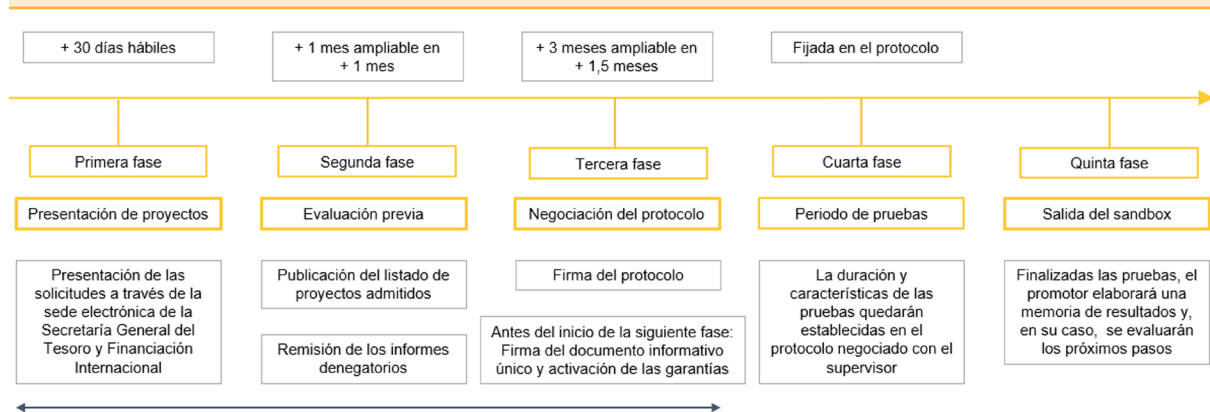 + 30 días hábiles
+ 1 mes ampliable en
+ 1 mes
+ 3 meses ampliable en
+ 1,5 meses
Fijada en el protocolo
Primera fase
Segunda fase
Tercera fase
Cuarta fase
Quinta fase
Presentación de proyectos
Evaluación previa
Negociación del protocolo
Periodo de pruebas
Salida del sandbox
Presentación de las
solicitudes a través de la
sede electrónica de la
Secretaría General del
Tesoro y Financiación
Internacional
Publicación del listado de
proyectos admitidos
Remisión de los informes
denegatorios
Firma del protocolo
Antes del inicio de la siguiente fase:
Firma del documento informativo
único y activación de las garantías
La duración y
características de las
pruebas quedarán
establecidas en el
protocolo negociado con el
supervisor
Finalizadas las pruebas, el
promotor elaborará una
memoria de resultados y,
en su caso, se evaluarán
los próximos pasos